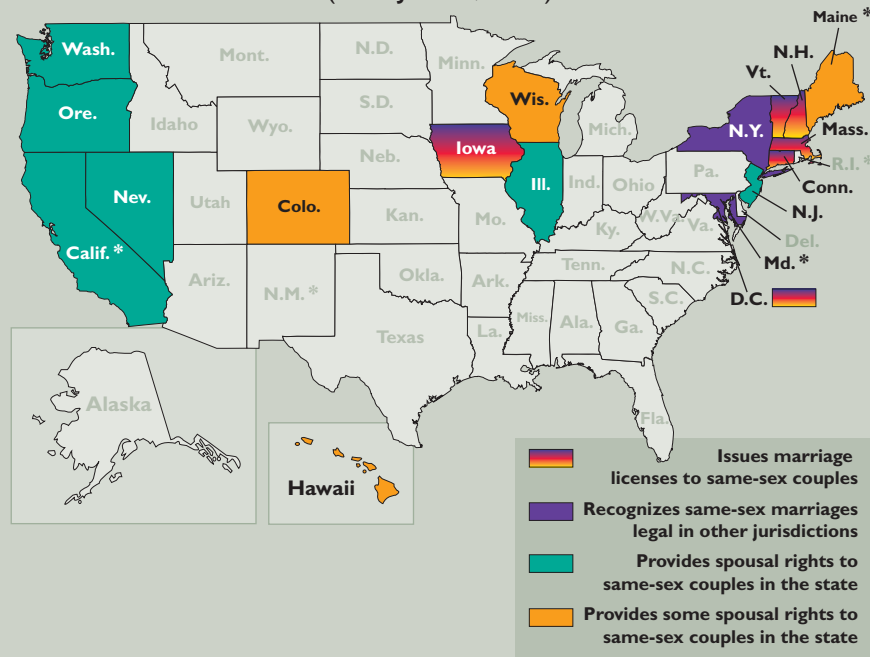 Maine *
N.H.
Vt.
Wash.
Mont.
N.D.
Minn.
Ore.
Idaho
S.D.
Wis.
Mich.
N.Y.
Mass.
Wyo.
Iowa
R.I. *
Neb.
Pa.
Conn.
Nev.
Utah
Colo.
Ill.
Ind.
Ohio
N.J.
Calif. *
Kan.
Mo.
Ky.
W.Va.
Va.
Del.
Md. *
Ariz.
N.M. *
Okla.
Ark.
Tenn.
N.C.
D.C.
S.C.
Texas
La.
Miss.
Ala.
Ga.
Alaska
Fla.
Hawaii
Issues marriage
licenses to same-sex couples
Recognizes same-sex marriages
legal in other jurisdictions
Provides spousal rights to
same-sex couples in the state
Provides some spousal rights to
same-sex couples in the state